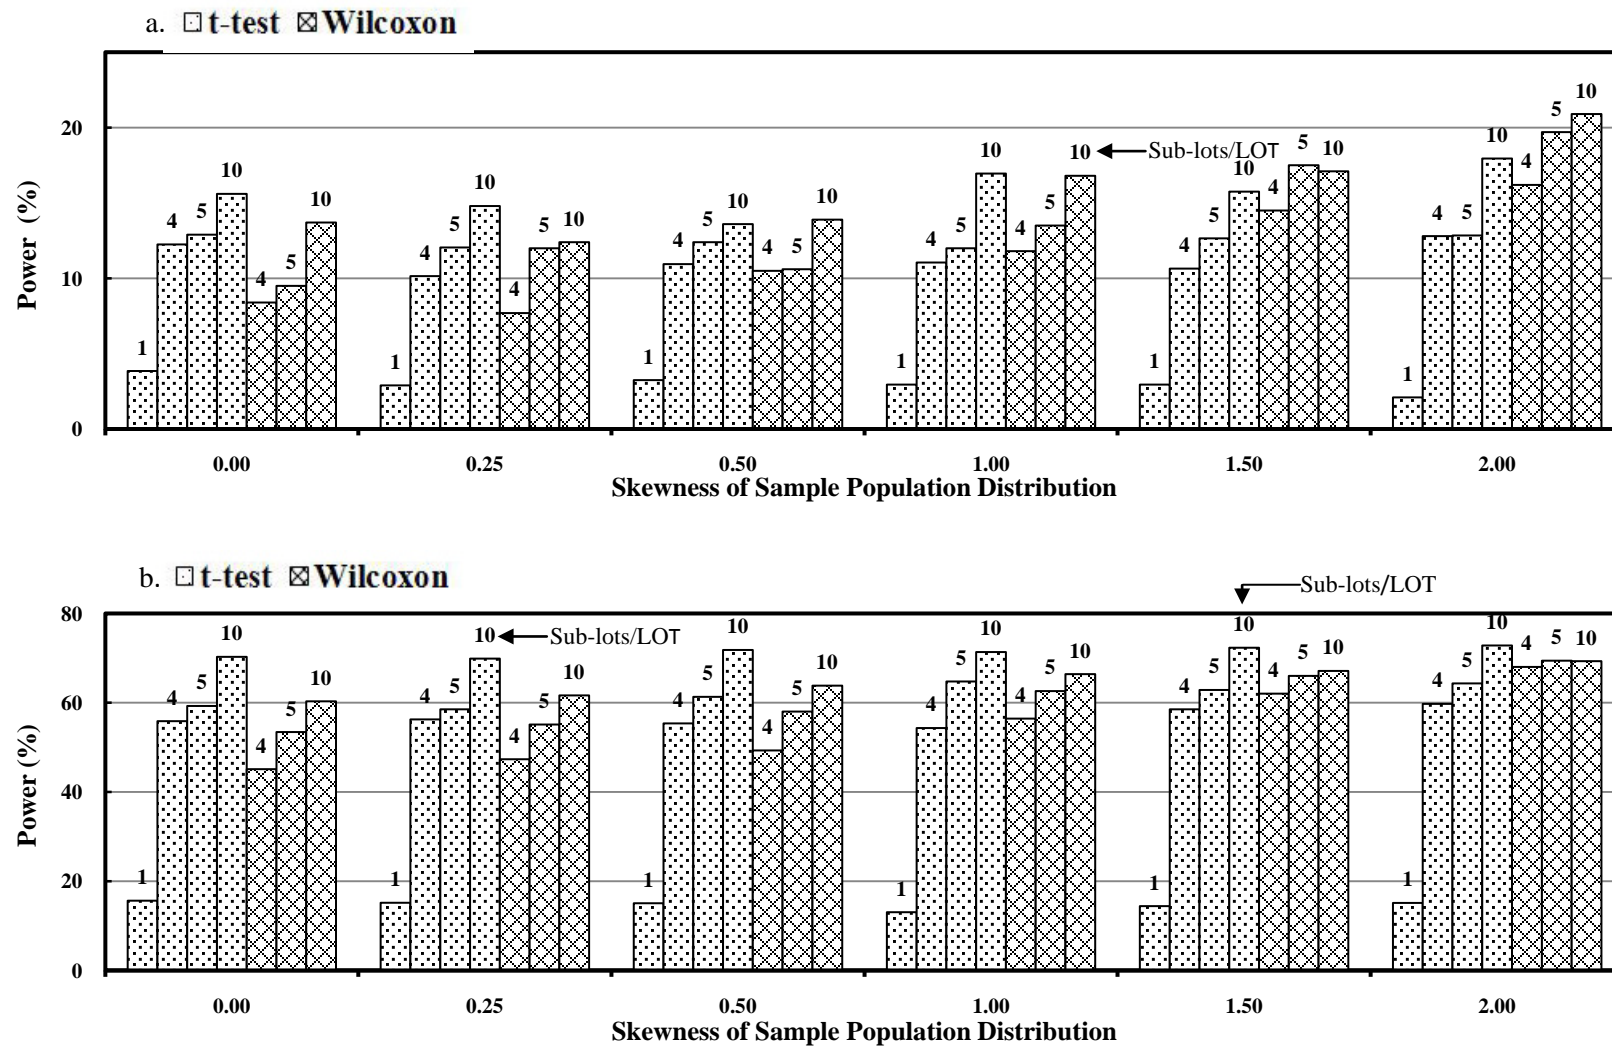 a. t-test Wilcoxon
Power (%)
20
10
0
1 4 5 10 4 5 10
1 4 5 10 4 5 10
1 4 5 10 4 5 10
1 4 5 10 4 5 10
Sub-lots/LOT
1 4 5 10 4 5 10
1 4 5 10 4 5 10
0.00 0.25 0.50 1.00 1.50 2.00
Skewness of Sample Population Distribution
b. t-test Wilcoxon
Power (%)
80
60
40
20
0
1 4 5 10 4 5 10
1 4 5 10 4 5 10
Sub-lots/LOT
1 4 5 10 4 5 10
1 4 5 10 4 5 10
1 4 5 10 4 5 10
Sub-lots/LOT
1 4 5 10 4 5 10
0.00 0.25 0.50 1.00 1.50 2.00
Skewness of Sample Population Distribution